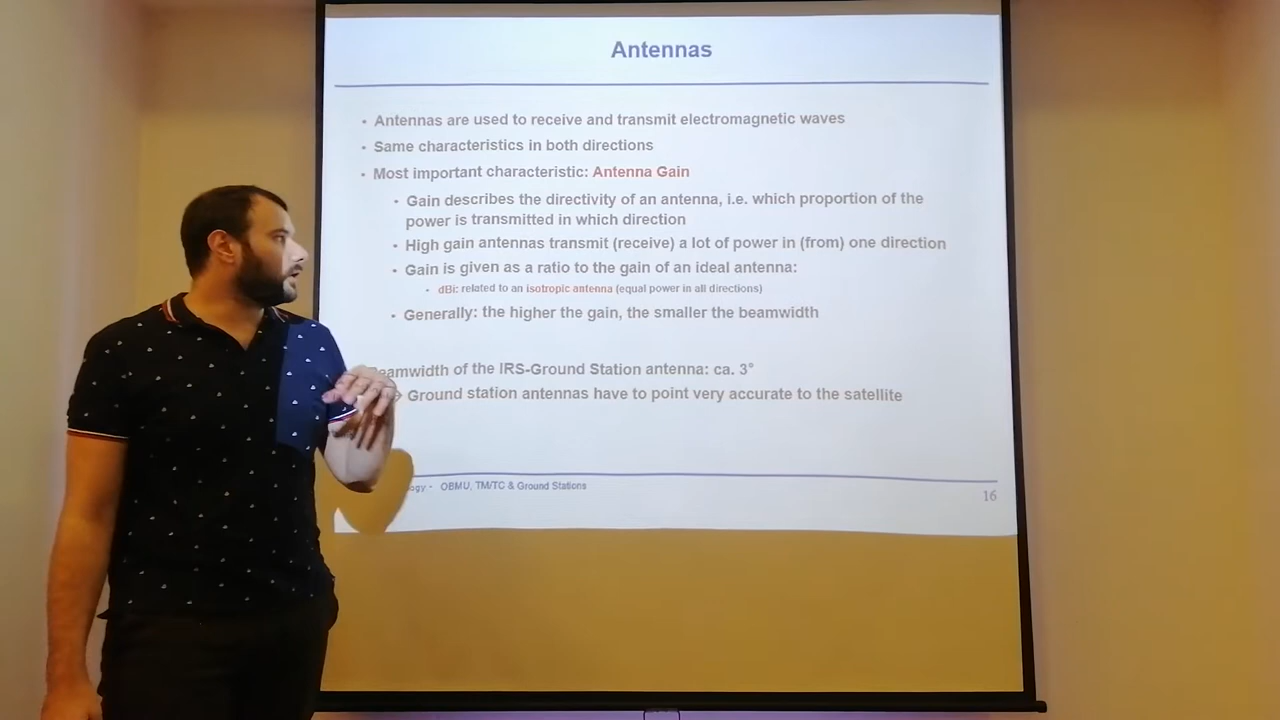 Antennas
• Antennas are used to receive and transmit electromagnetic waves
• Same characteristics in both directions
• Most important characteristic: Antenna Gain
• Gain describes the directivity of an antenna, i.e. which proportion of the
power is transmitted in which direction
• High gain antennas transmit (receive) a lot of power in (from) one direction
• Gain is given as a ratio to the gain of an ideal antenna:
• dBi: related to an isotropic antenna (equal power in all directions)
• Generally: the higher the gain, the smaller the beamwidth
of the IRS-Ground Station antenna: ca. 3°
Ground station antennas have to point very accurate to the satellite
• OBMU, TM/TC & Ground Stations
16